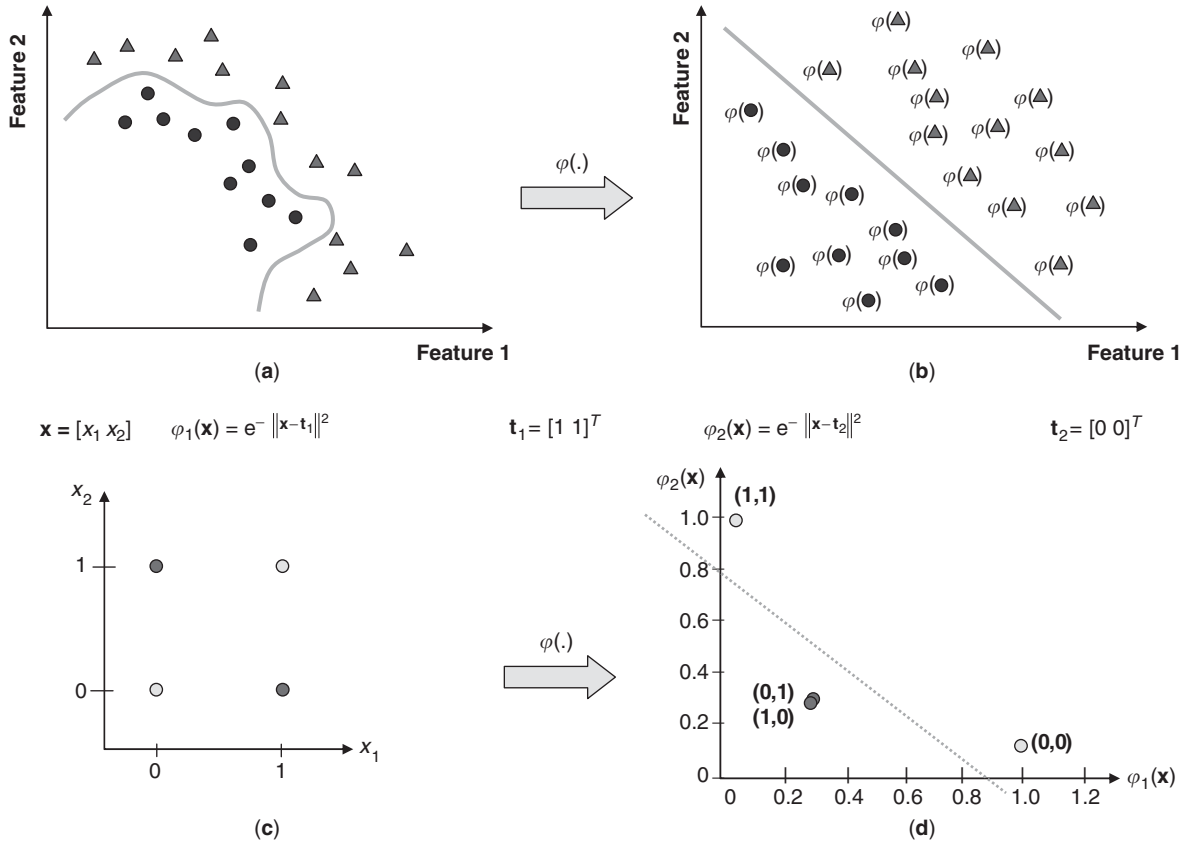 Feature 2
Feature 1
(a)
φ(.)
Feature 2
φ(▲)
φ(▲)
φ(▲) φ(▲)
φ(▲) φ(▲)
φ(●) φ(▲) φ(▲)
φ(●) φ(▲)
φ(●) φ(●) φ(▲)
φ(▲) φ(▲)
φ(●)
φ(●) φ(●) φ(●) φ(▲)
φ(●) φ(●)
Feature 1
(b)
x = [x₁ x₂] φ₁(x) = e⁻ ‖x–t₁‖² t₁= [1 1]ᵀ φ₂(x) = e⁻ ‖x–t₂‖² t₂= [0 0]ᵀ
x₂
1
0
0 1
x₁
(c)
φ(.)
φ₂(x)
(1,1)
1.0
0.8
0.6
0.4
(0,1)
(1,0)
0.2
(0,0)
0
0 0.2 0.4 0.6 0.8 1.0 1.2
φ₁(x)
(d)